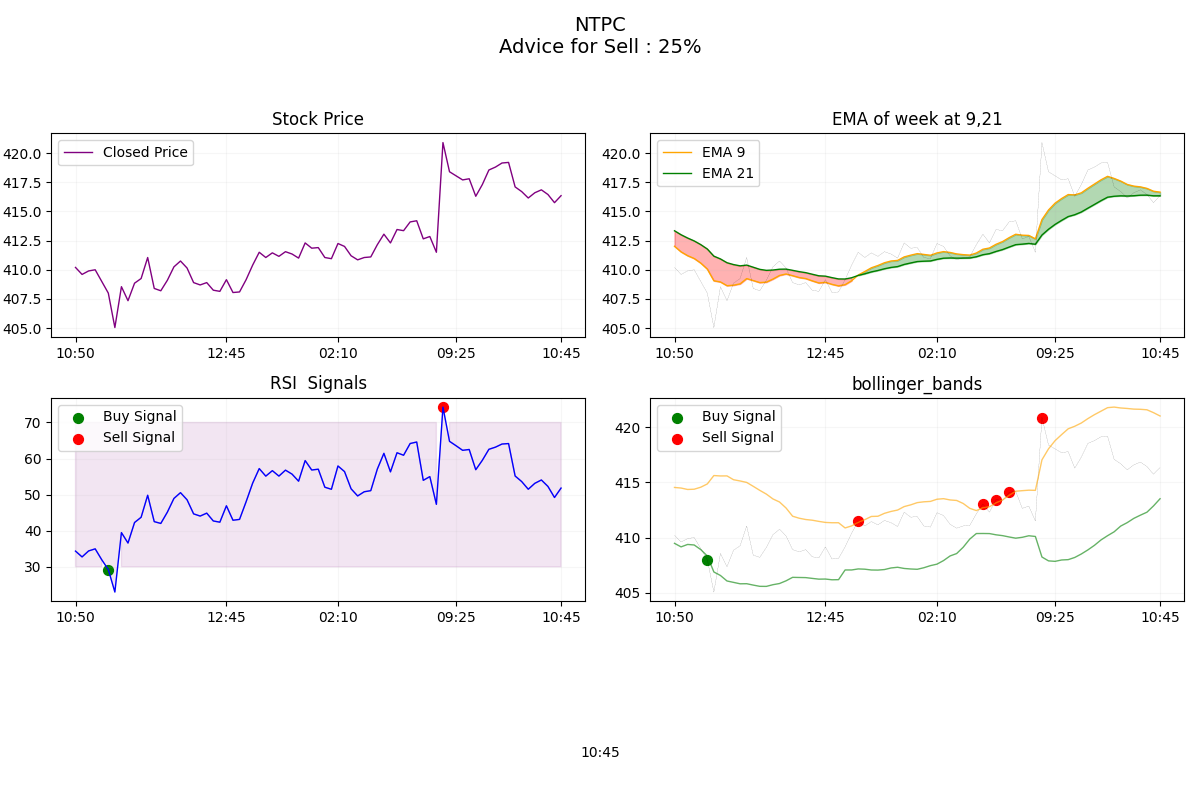 NTPC
Advice for Sell : 25%
Stock Price
Closed Price
420.0
417.5
415.0
412.5
410.0
407.5
405.0
10:50 12:45 02:10 09:25 10:45
EMA of week at 9,21
EMA 9
EMA 21
420.0
417.5
415.0
412.5
410.0
407.5
405.0
10:50 12:45 02:10 09:25 10:45
RSI  Signals
Buy Signal
Sell Signal
70
60
50
40
30
10:50 12:45 02:10 09:25 10:45
bollinger_bands
Buy Signal
Sell Signal
420
415
410
405
10:50 12:45 02:10 09:25 10:45
10:45